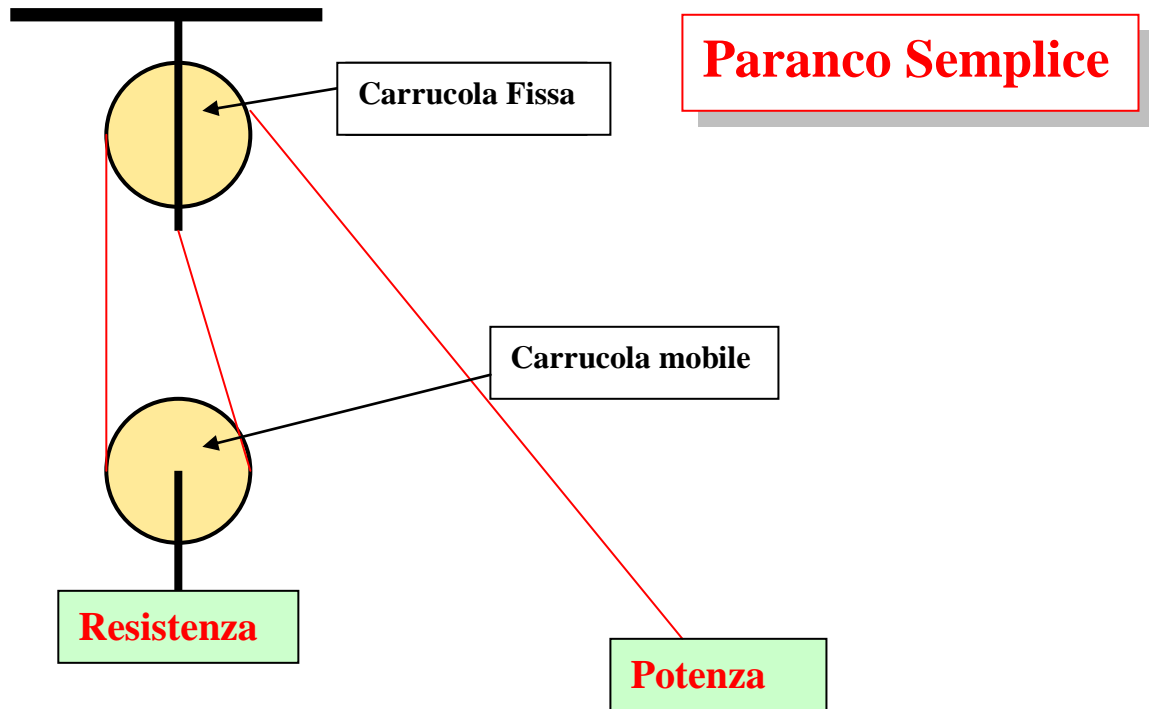 Paranco Semplice
Carrucola Fissa
Carrucola mobile
Resistenza
Potenza